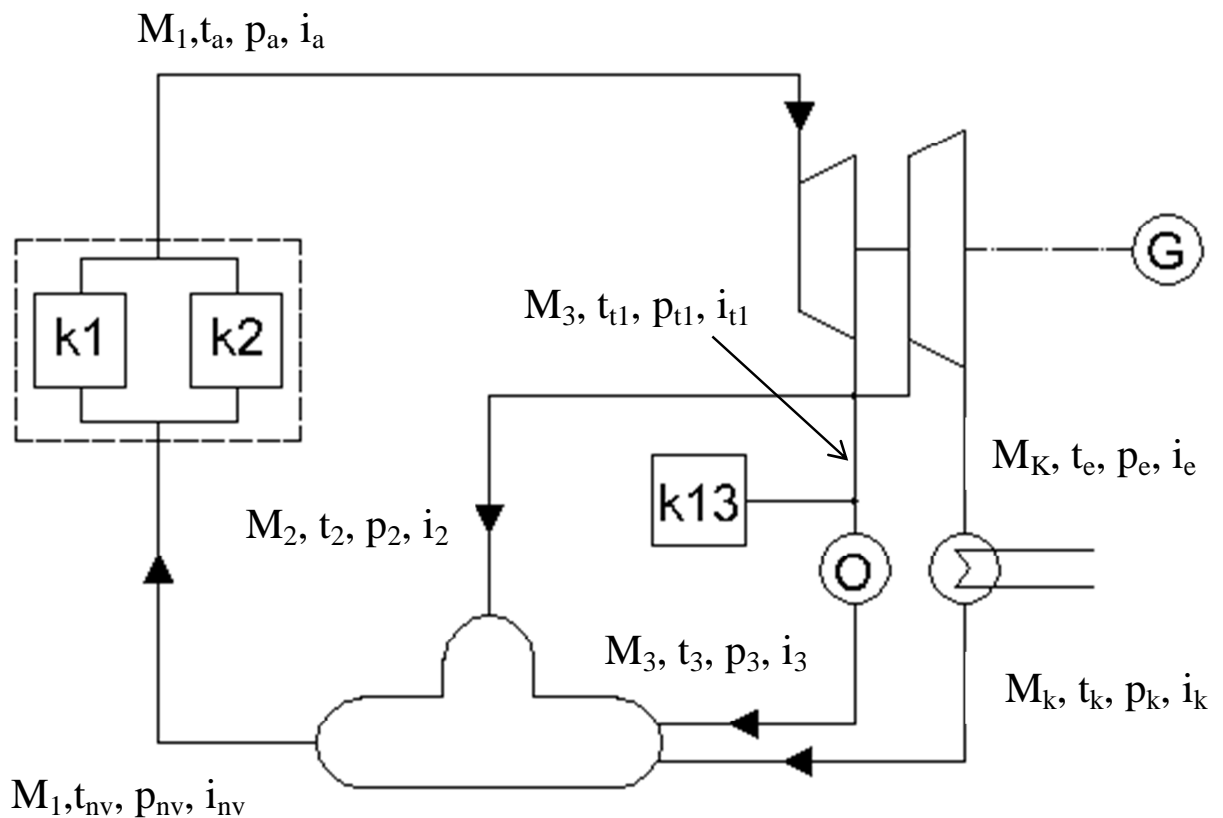 M₁,tₐ, pₐ, iₐ
G
k1
k2
M₃, tₜ₁, pₜ₁, iₜ₁
M_K, tₑ, pₑ, iₑ
k13
M₂, t₂, p₂, i₂
O
M₃, t₃, p₃, i₃
Mₖ, tₖ, pₖ, iₖ
M₁,tₙᵥ, pₙᵥ, iₙᵥ